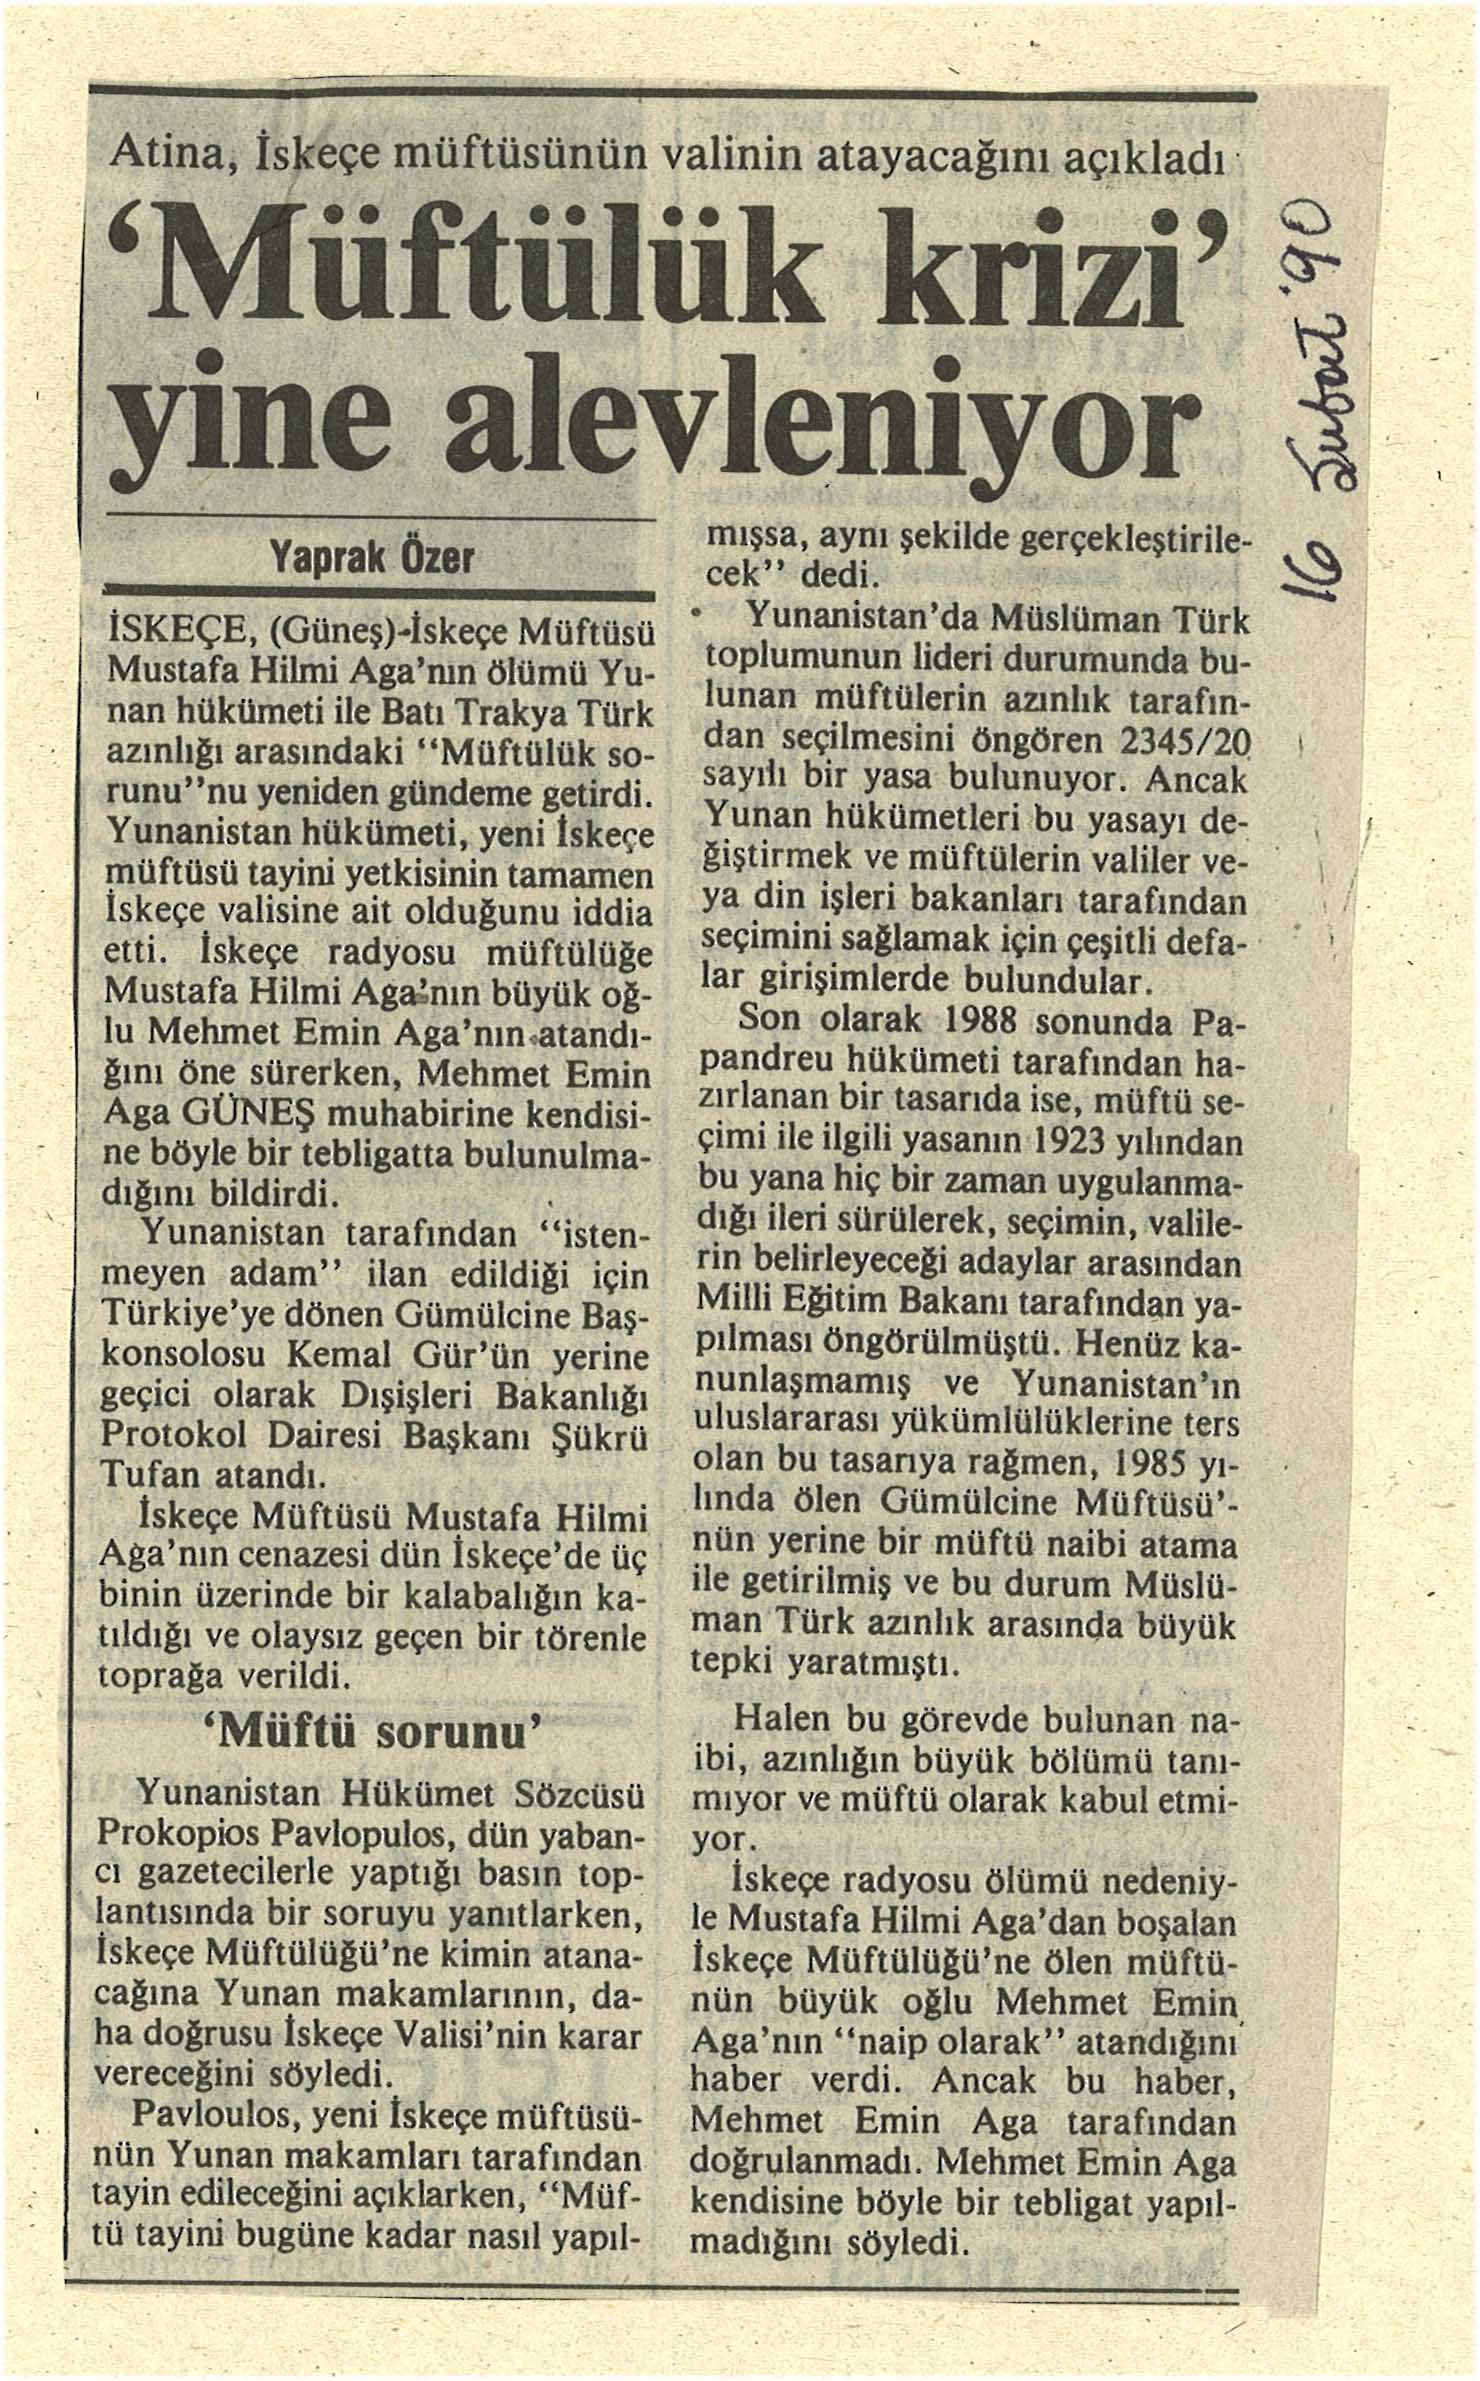 Atina, İskeçe müftüsünün valinin atayacağını açıkladı
‘Müftülük krizi’
yine alevleniyor
16 Şubat '90
Yaprak Özer
İSKEÇE, (Güneş)-İskeçe Müftüsü
Mustafa Hilmi Aga’nın ölümü Yu-
nan hükümeti ile Batı Trakya Türk
azınlığı arasındaki “Müftülük so-
runu”nu yeniden gündeme getirdi.
Yunanistan hükümeti, yeni İskeçe
müftüsü tayini yetkisinin tamamen
İskeçe valisine ait olduğunu iddia
etti. İskeçe radyosu müftülüğe
Mustafa Hilmi Aga’nın büyük oğ-
lu Mehmet Emin Aga’nın atandı-
ğını öne sürerken, Mehmet Emin
Aga GÜNEŞ muhabirine kendisi-
ne böyle bir tebligatta bulunulma-
dığını bildirdi.
Yunanistan tarafından “isten-
meyen adam” ilan edildiği için
Türkiye’ye dönen Gümülcine Baş-
konsolosu Kemal Gür’ün yerine
geçici olarak Dışişleri Bakanlığı
Protokol Dairesi Başkanı Şükrü
Tufan atandı.
İskeçe Müftüsü Mustafa Hilmi
Aga’nın cenazesi dün İskeçe’de üç
binin üzerinde bir kalabalığın ka-
tıldığı ve olaysız geçen bir törenle
toprağa verildi.
‘Müftü sorunu’
Yunanistan Hükümet Sözcüsü
Prokopios Pavlopulos, dün yaban-
cı gazetecilerle yaptığı basın top-
lantısında bir soruyu yanıtlarken,
İskeçe Müftülüğü’ne kimin atana-
cağına Yunan makamlarının, da-
ha doğrusu İskeçe Valisi’nin karar
vereceğini söyledi.
Pavloulos, yeni İskeçe müftüsü-
nün Yunan makamları tarafından
tayin edileceğini açıklarken, “Müf-
tü tayini bugüne kadar nasıl yapıl-
mışsa, aynı şekilde gerçekleştirile-
cek” dedi.
Yunanistan’da Müslüman Türk
toplumunun lideri durumunda bu-
lunan müftülerin azınlık tarafın-
dan seçilmesini öngören 2345/20
sayılı bir yasa bulunuyor. Ancak
Yunan hükümetleri bu yasayı de-
ğiştirmek ve müftülerin valiler ve-
ya din işleri bakanları tarafından
seçimini sağlamak için çeşitli defa-
lar girişimlerde bulundular.
Son olarak 1988 sonunda Pa-
pandreu hükümeti tarafından ha-
zırlanan bir tasarıda ise, müftü se-
çimi ile ilgili yasanın 1923 yılından
bu yana hiç bir zaman uygulanma-
dığı ileri sürülerek, seçimin, valile-
rin belirleyeceği adaylar arasından
Milli Eğitim Bakanı tarafından ya-
pılması öngörülmüştü. Henüz ka-
nunlaşmamış ve Yunanistan’ın
uluslararası yükümlülüklerine ters
olan bu tasarıya rağmen, 1985 yı-
lında ölen Gümülcine Müftüsü’-
nün yerine bir müftü naibi atama
ile getirilmiş ve bu durum Müslü-
man Türk azınlık arasında büyük
tepki yaratmıştı.
Halen bu görevde bulunan na-
ibi, azınlığın büyük bölümü tanı-
mıyor ve müftü olarak kabul etmi-
yor.
İskeçe radyosu ölümü nedeniy-
le Mustafa Hilmi Aga’dan boşalan
İskeçe Müftülüğü’ne ölen müftü-
nün büyük oğlu Mehmet Emin
Aga’nın “naip olarak” atandığını
haber verdi. Ancak bu haber,
Mehmet Emin Aga tarafından
doğrulanmadı. Mehmet Emin Aga
kendisine böyle bir tebligat yapıl-
madığını söyledi.